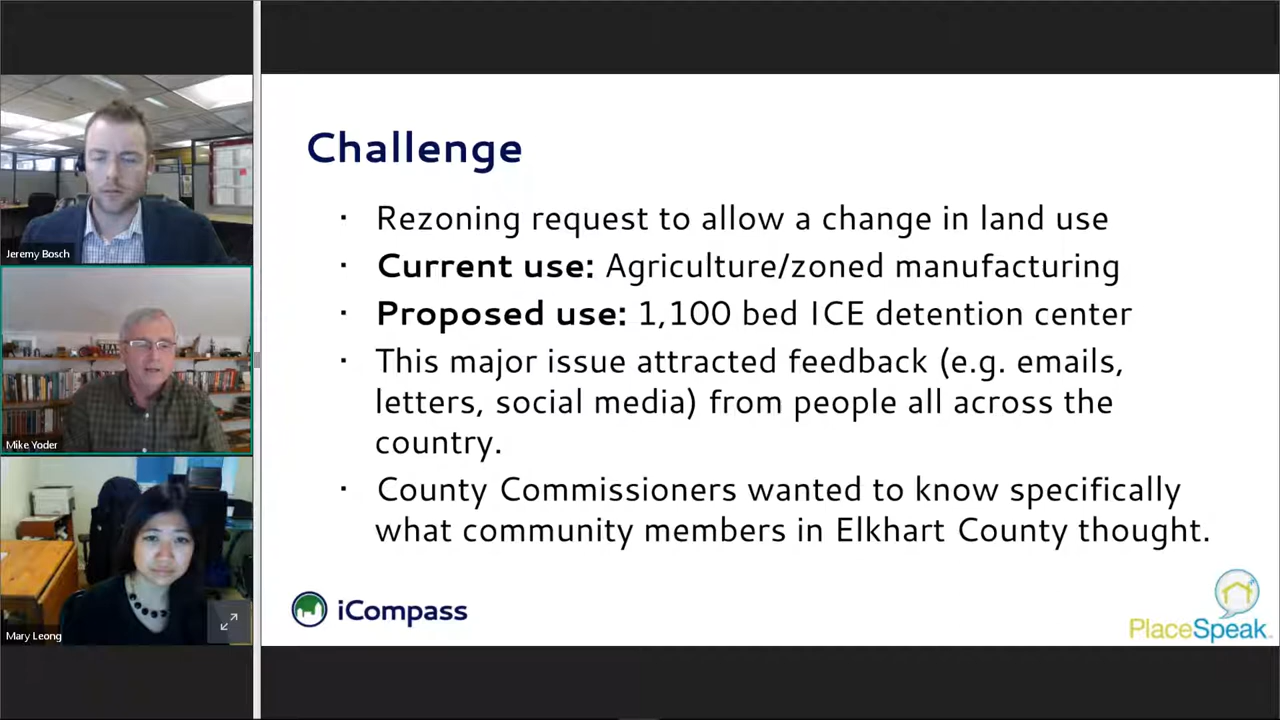 Jeremy Bosch
Mike Yoder
Mary Leong
Challenge
· Rezoning request to allow a change in land use
· Current use: Agriculture/zoned manufacturing
· Proposed use: 1,100 bed ICE detention center
· This major issue attracted feedback (e.g. emails,
letters, social media) from people all across the
country.
· County Commissioners wanted to know specifically
what community members in Elkhart County thought.
iCompass
PlaceSpeak